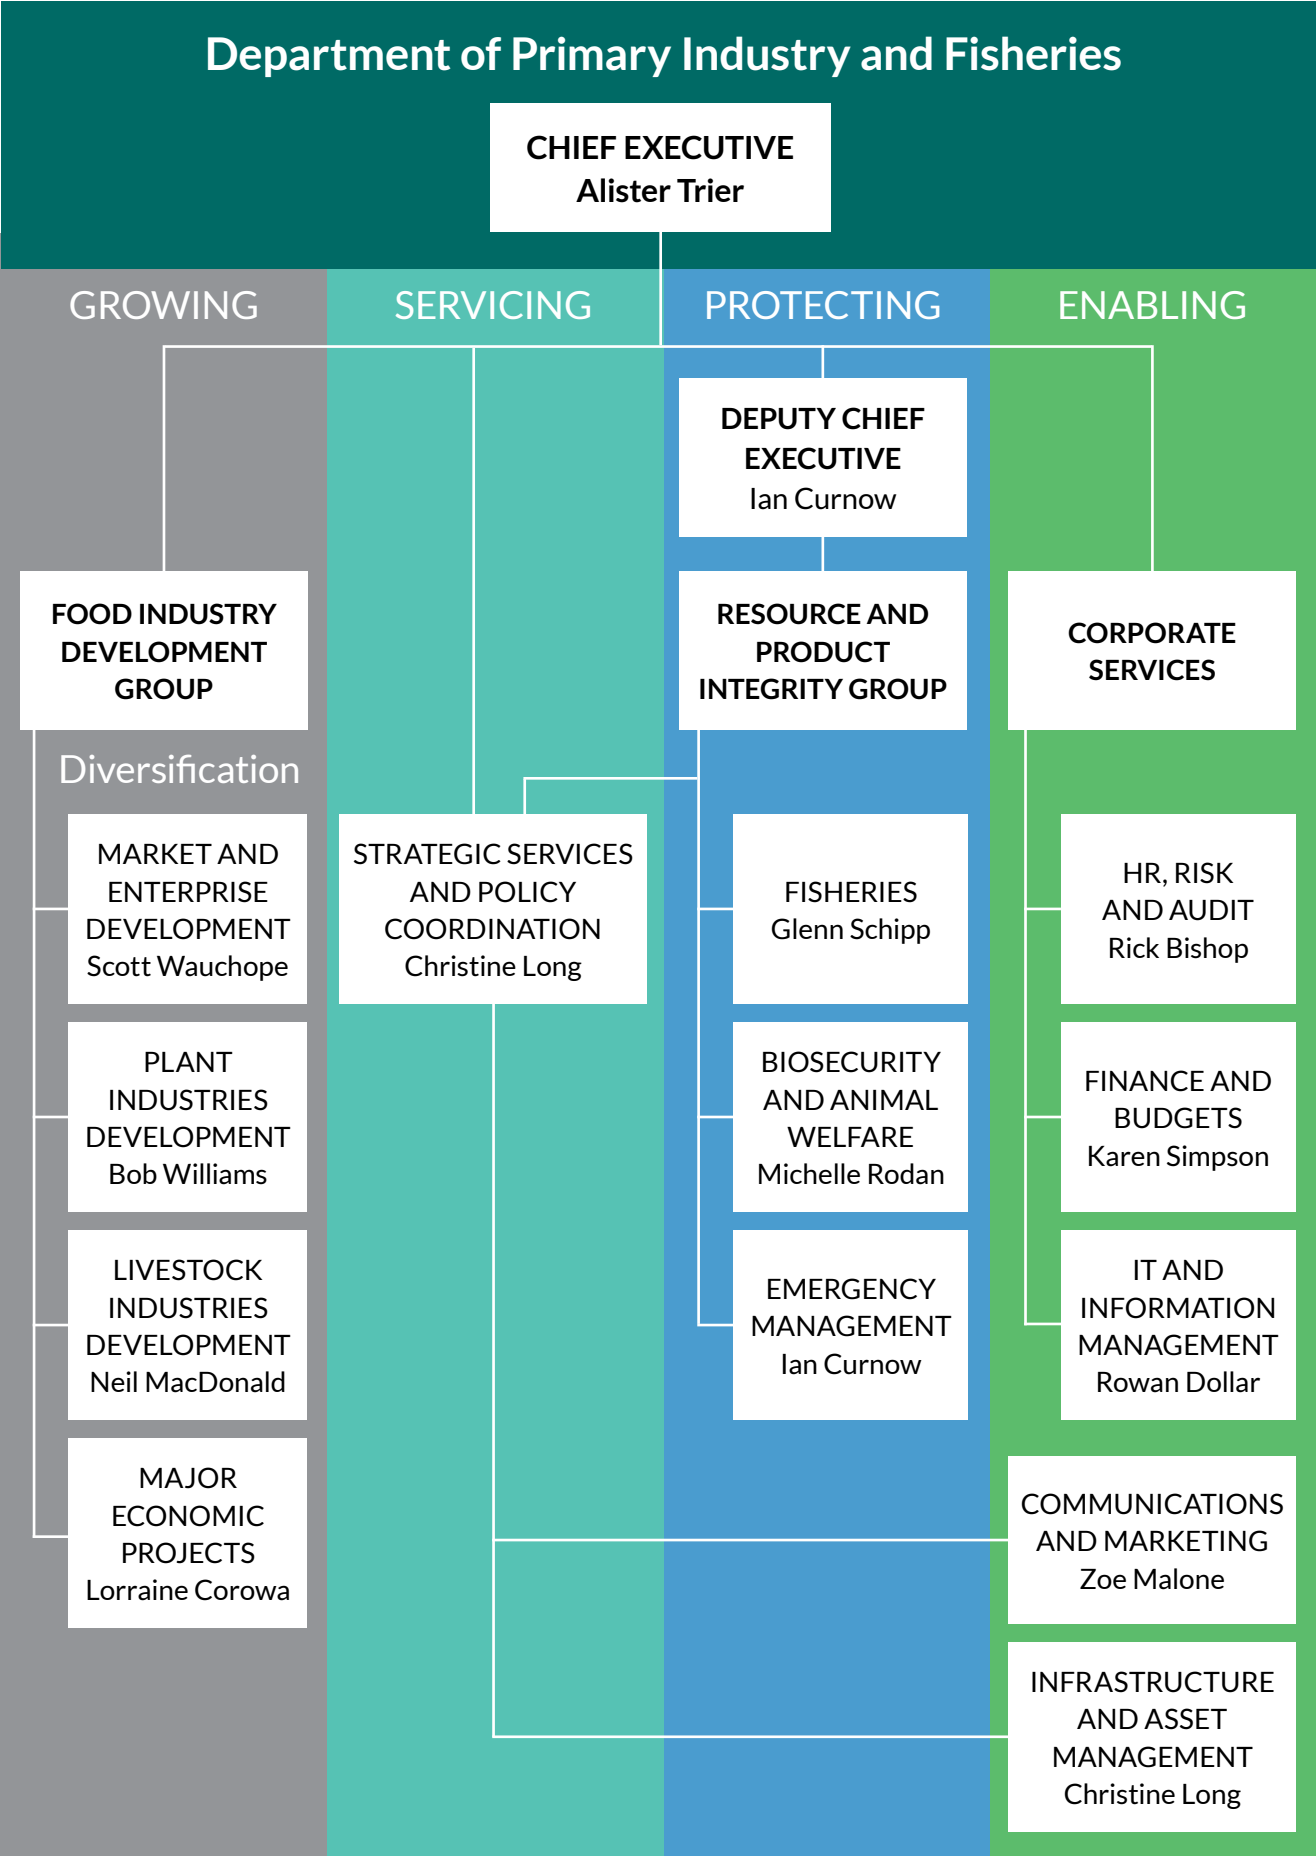 Department of Primary Industry and Fisheries
CHIEF EXECUTIVE
Alister Trier
GROWING
SERVICING
PROTECTING
ENABLING
DEPUTY CHIEF
EXECUTIVE
Ian Curnow
FOOD INDUSTRY
DEVELOPMENT
GROUP
RESOURCE AND
PRODUCT
INTEGRITY GROUP
CORPORATE
SERVICES
Diversification
MARKET AND
ENTERPRISE
DEVELOPMENT
Scott Wauchope
STRATEGIC SERVICES
AND POLICY
COORDINATION
Christine Long
FISHERIES
Glenn Schipp
HR, RISK
AND AUDIT
Rick Bishop
PLANT
INDUSTRIES
DEVELOPMENT
Bob Williams
BIOSECURITY
AND ANIMAL
WELFARE
Michelle Rodan
FINANCE AND
BUDGETS
Karen Simpson
LIVESTOCK
INDUSTRIES
DEVELOPMENT
Neil MacDonald
EMERGENCY
MANAGEMENT
Ian Curnow
IT AND
INFORMATION
MANAGEMENT
Rowan Dollar
MAJOR
ECONOMIC
PROJECTS
Lorraine Corowa
COMMUNICATIONS
AND MARKETING
Zoe Malone
INFRASTRUCTURE
AND ASSET
MANAGEMENT
Christine Long